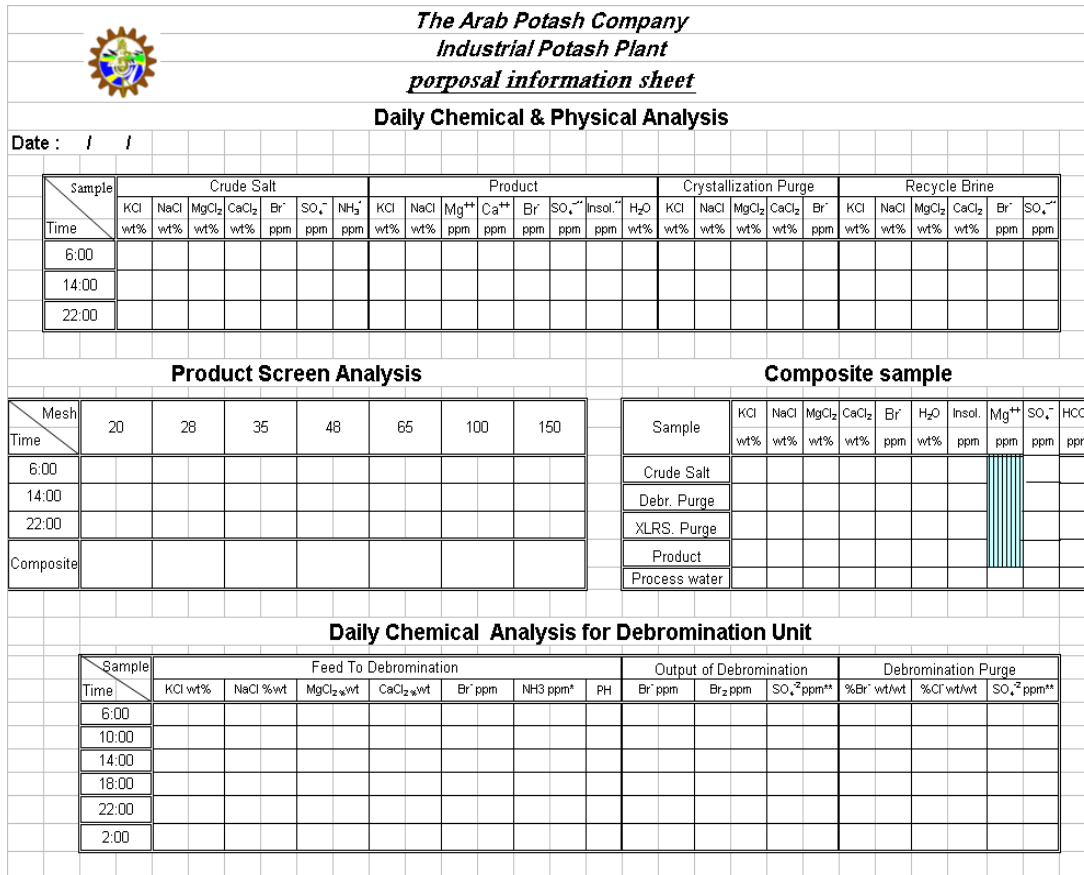 The Arab Potash Company
Industrial Potash Plant
porposal information sheet
Daily Chemical & Physical Analysis
Date : / /
Sample Crude Salt Product Crystallization Purge Recycle Brine
KCl NaCl MgCl₂ CaCl₂ Br⁻ SO₄⁻ NH₃* KCl NaCl Mg⁺⁺ Ca⁺⁺ Br⁻ SO₄⁻** Insol.** H₂O KCl NaCl MgCl₂ CaCl₂ Br⁻ KCl NaCl MgCl₂ CaCl₂ Br⁻ SO₄⁻**
Time wt% wt% wt% wt% ppm ppm ppm wt% wt% ppm ppm ppm ppm ppm wt% wt% wt% wt% wt% ppm wt% wt% wt% wt% ppm ppm
6:00
14:00
22:00
Product Screen Analysis
Mesh 20 28 35 48 65 100 150
Time
6:00
14:00
22:00
Composite
Composite sample
Sample KCl NaCl MgCl₂ CaCl₂ Br⁻ H₂O Insol. Mg⁺⁺ SO₄⁻ HCO
wt% wt% wt% wt% ppm wt% ppm ppm ppm ppm
Crude Salt
Debr. Purge
XLRS. Purge
Product
Process water
Daily Chemical Analysis for Debromination Unit
Sample Feed To Debromination Output of Debromination Debromination Purge
Time KCl wt% NaCl %wt MgCl₂%wt CaCl₂%wt Br⁻ppm NH3 ppm* PH Br⁻ppm Br₂ppm SO₄⁻²ppm** %Br⁻ wt/wt %Cl⁻wt/wt SO₄⁻²ppm**
6:00
10:00
14:00
18:00
22:00
2:00